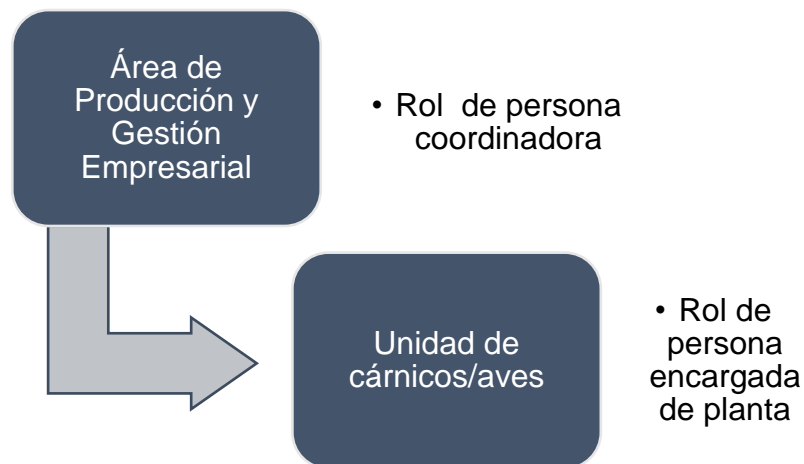 Área de
Producción y
Gestión
Empresarial
• Rol de persona
coordinadora
Unidad de
cárnicos/aves
• Rol de
persona
encargada
de planta